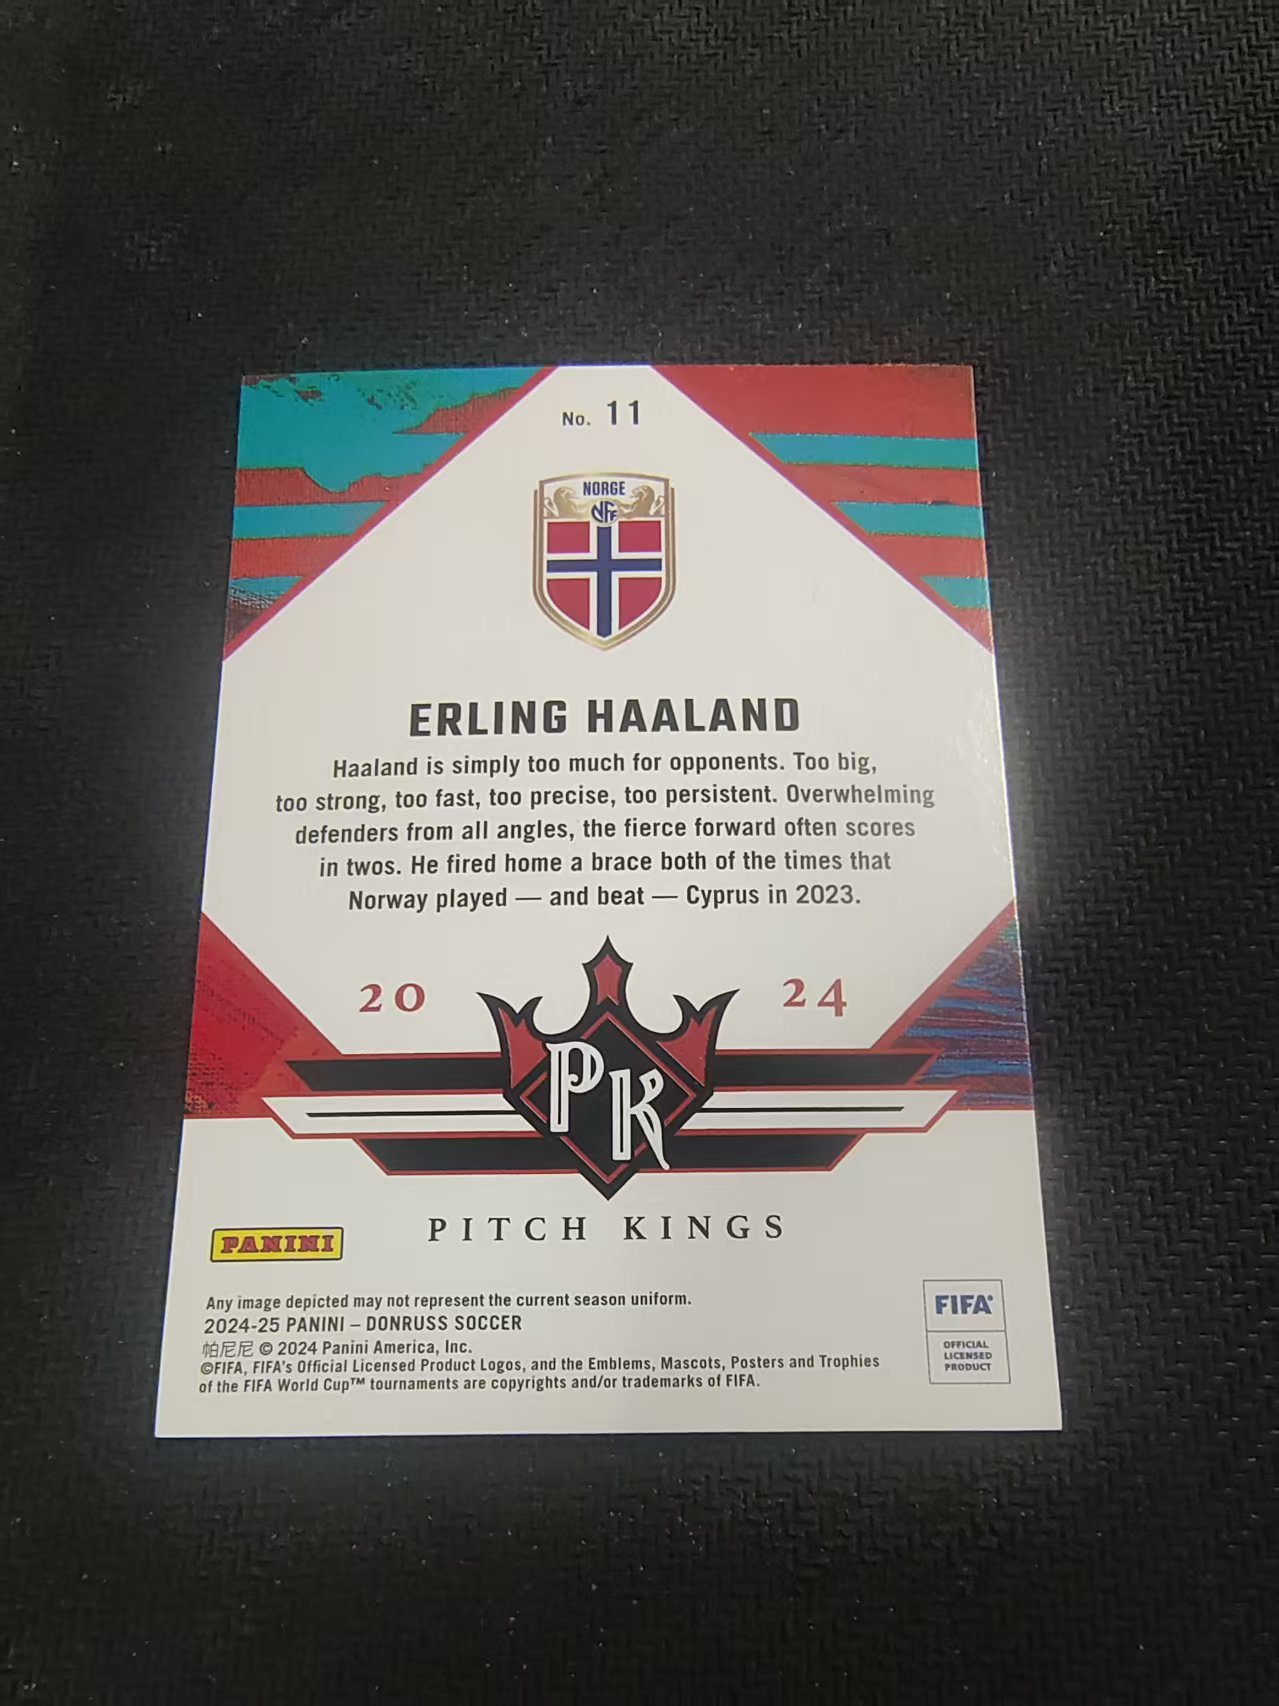 No. 11
NORGE
NFF
ERLING HAALAND
Haaland is simply too much for opponents. Too big,
too strong, too fast, too precise, too persistent. Overwhelming
defenders from all angles, the fierce forward often scores
in twos. He fired home a brace both of the times that
Norway played — and beat — Cyprus in 2023.
20 24
PK
PITCH KINGS
PANINI
Any image depicted may not represent the current season uniform.
2024-25 PANINI – DONRUSS SOCCER
帕尼尼 © 2024 Panini America, Inc.
©FIFA, FIFA's Official Licensed Product Logos, and the Emblems, Mascots, Posters and Trophies
of the FIFA World Cup™ tournaments are copyrights and/or trademarks of FIFA.
FIFA®
OFFICIAL
LICENSED
PRODUCT